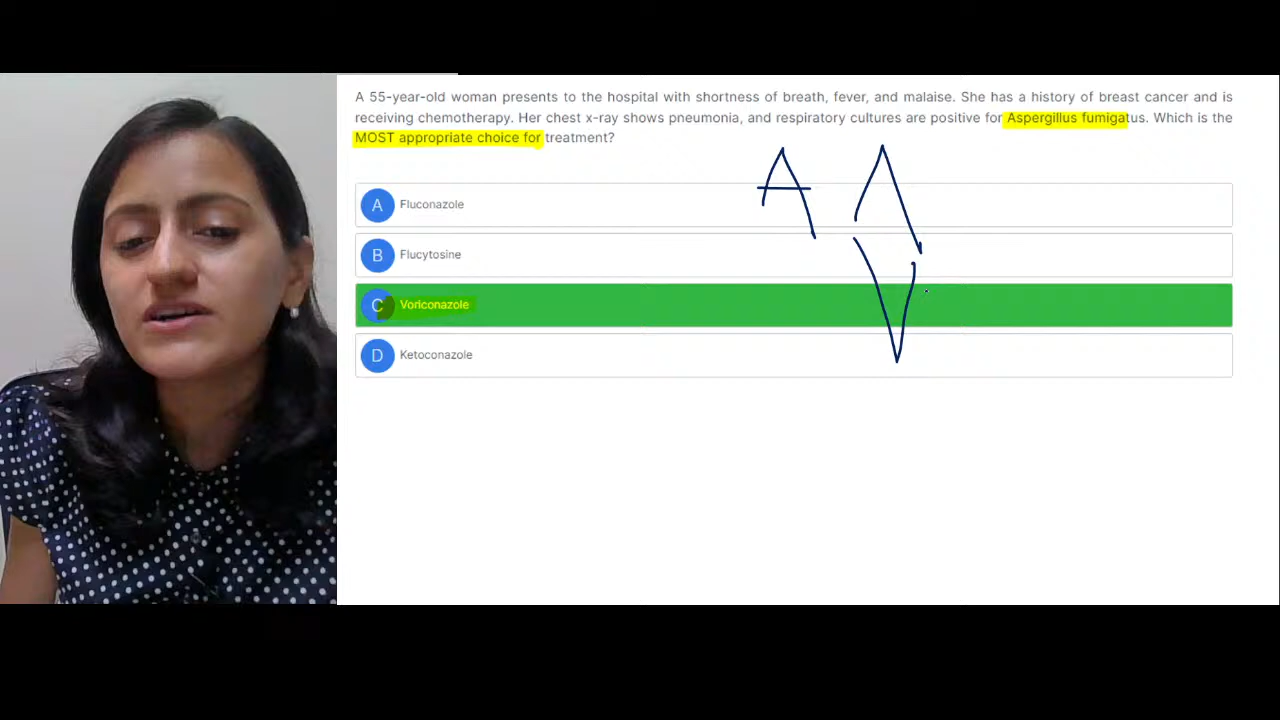 A 55-year-old woman presents to the hospital with shortness of breath, fever, and malaise. She has a history of breast cancer and is
receiving chemotherapy. Her chest x-ray shows pneumonia, and respiratory cultures are positive for Aspergillus fumigatus. Which is the
MOST appropriate choice for treatment?
A
A Fluconazole
B Flucytosine
V
C Voriconazole
D Ketoconazole